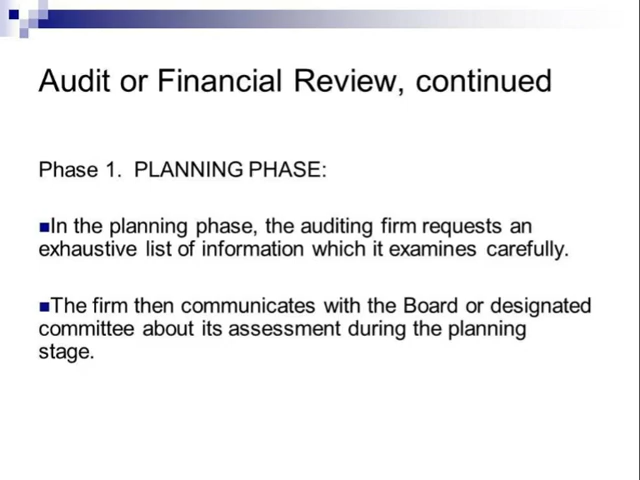 Audit or Financial Review, continued
Phase 1. PLANNING PHASE:
■In the planning phase, the auditing firm requests an
exhaustive list of information which it examines carefully.
■The firm then communicates with the Board or designated
committee about its assessment during the planning
stage.